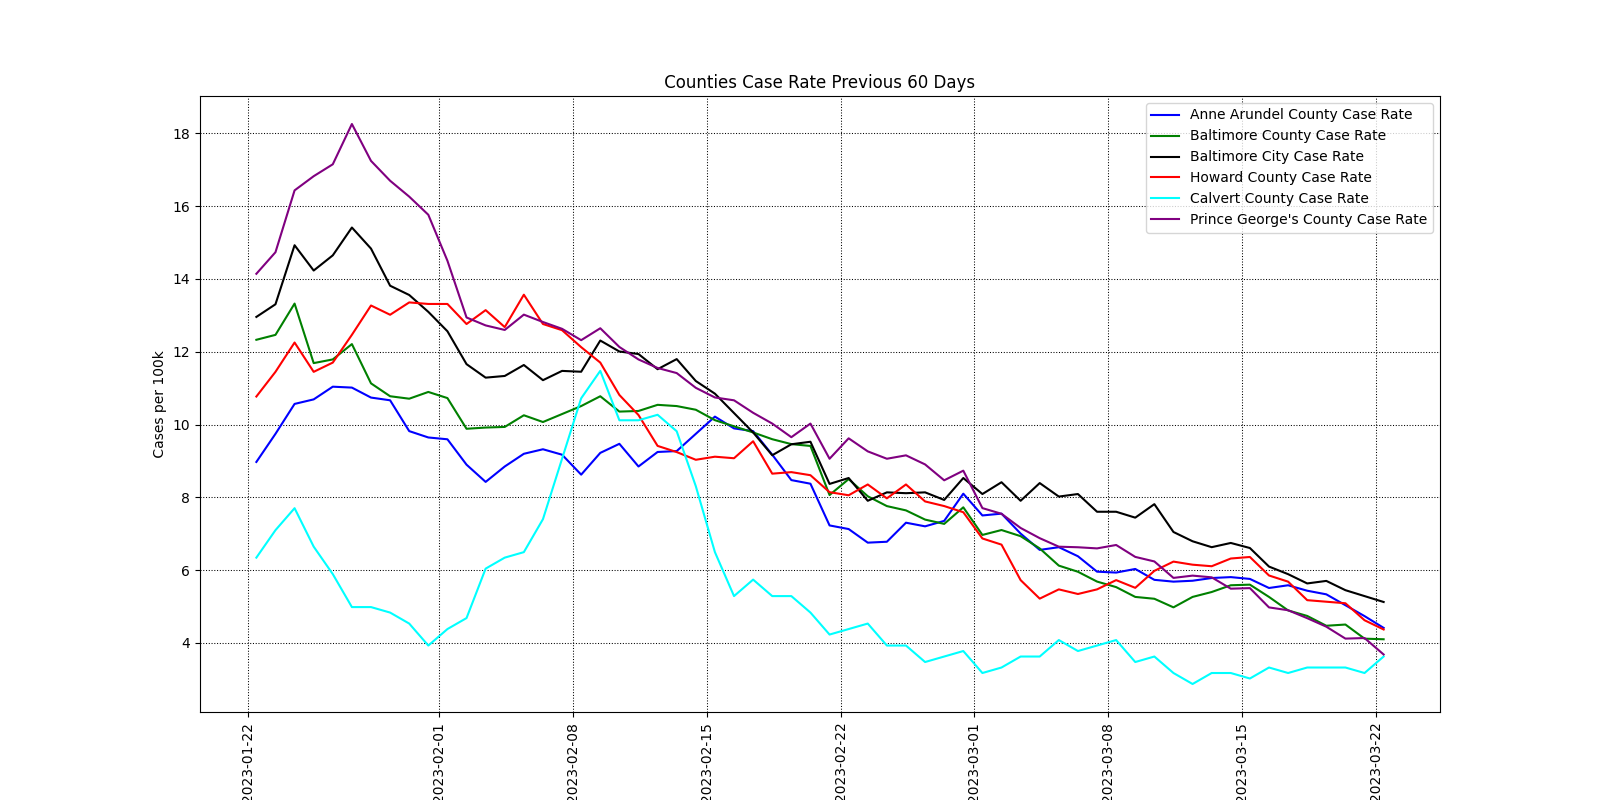 Counties Case Rate Previous 60 Days
Anne Arundel County Case Rate
Baltimore County Case Rate
Baltimore City Case Rate
Howard County Case Rate
Calvert County Case Rate
Prince George's County Case Rate
Cases per 100k
18
16
14
12
10
8
6
4
2023-01-22
2023-02-01
2023-02-08
2023-02-15
2023-02-22
2023-03-01
2023-03-08
2023-03-15
2023-03-22